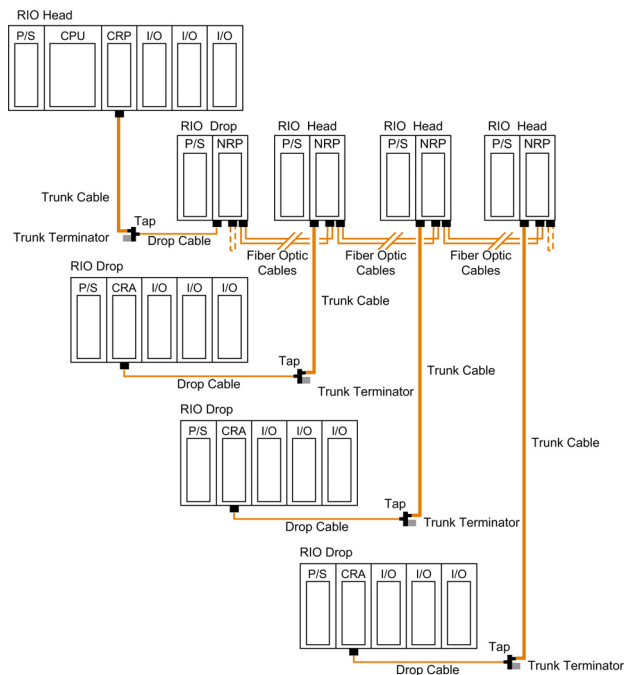 RIO Head
P/S CPU CRP I/O I/O I/O
RIO Drop RIO Head RIO Head RIO Head
P/S NRP P/S NRP P/S NRP P/S NRP
Trunk Cable
Tap
Trunk Terminator
Drop Cable
Fiber Optic
Cables
Fiber Optic
Cables
Fiber Optic
Cables
RIO Drop
P/S CRA I/O I/O I/O
Trunk Cable
Tap
Drop Cable
Trunk Terminator
Trunk Cable
RIO Drop
P/S CRA I/O I/O I/O
Trunk Cable
Tap
Drop Cable
Trunk Terminator
RIO Drop
P/S CRA I/O I/O I/O
Tap
Drop Cable
Trunk Terminator